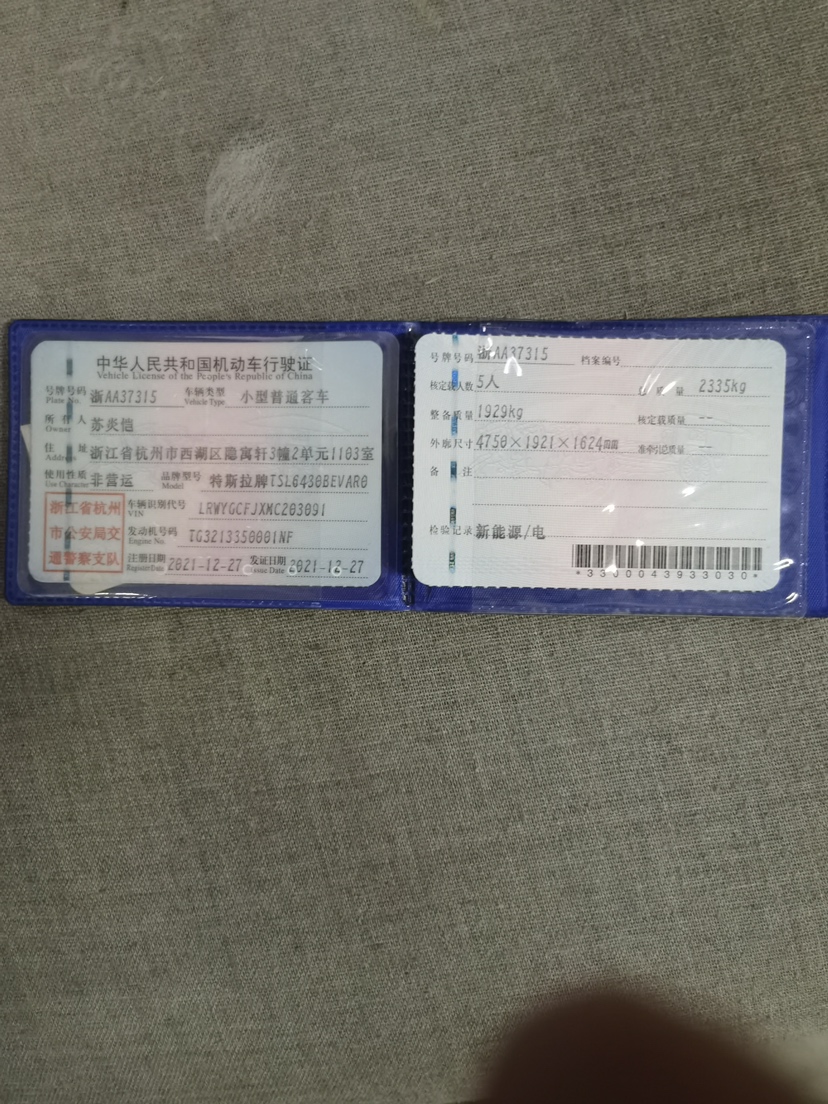 中华人民共和国机动车行驶证
Vehicle License of the People's Republic of China
号牌号码 浙AA37315 车辆类型 小型普通客车
Plate No. Vehicle Type
所有人 苏炎恺
Owner
住址 浙江省杭州市西湖区隐寓轩3幢2单元1103室
Address
使用性质 非营运 品牌型号 特斯拉牌TSL6430BEVAR0
Use Character Model
浙江省杭州
市公安局交
通警察支队
车辆识别代号 LRWYGCFJXMC203091
VIN
发动机号码 TG3213350001NF
Engine No.
注册日期 2021-12-27 发证日期 2021-12-27
Register Date Issue Date
号牌号码 浙AA37315 档案编号
核定载人数 5人 总质量 2335kg
整备质量 1929kg 核定载质量 --
外廓尺寸 4750×1921×1624mm 准牵引总质量 --
备注
检验记录 新能源/电
*3300043933030*